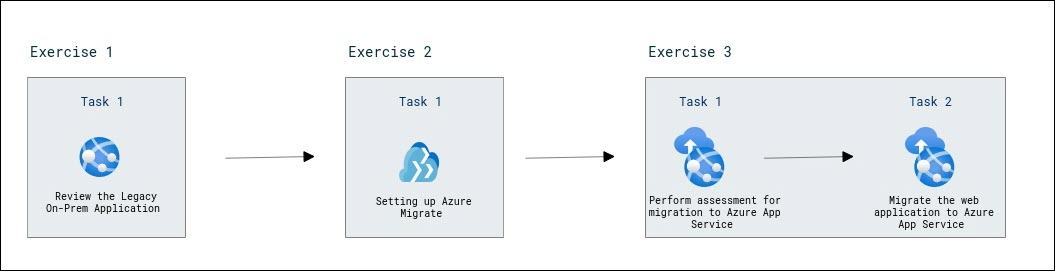 Exercise 1
Task 1
Review the Legacy
On-Prem Application
Exercise 2
Task 1
Setting up Azure
Migrate
Exercise 3
Task 1
Perform assessment for
migration to Azure App
Service
Task 2
Migrate the web
application to Azure
App Service